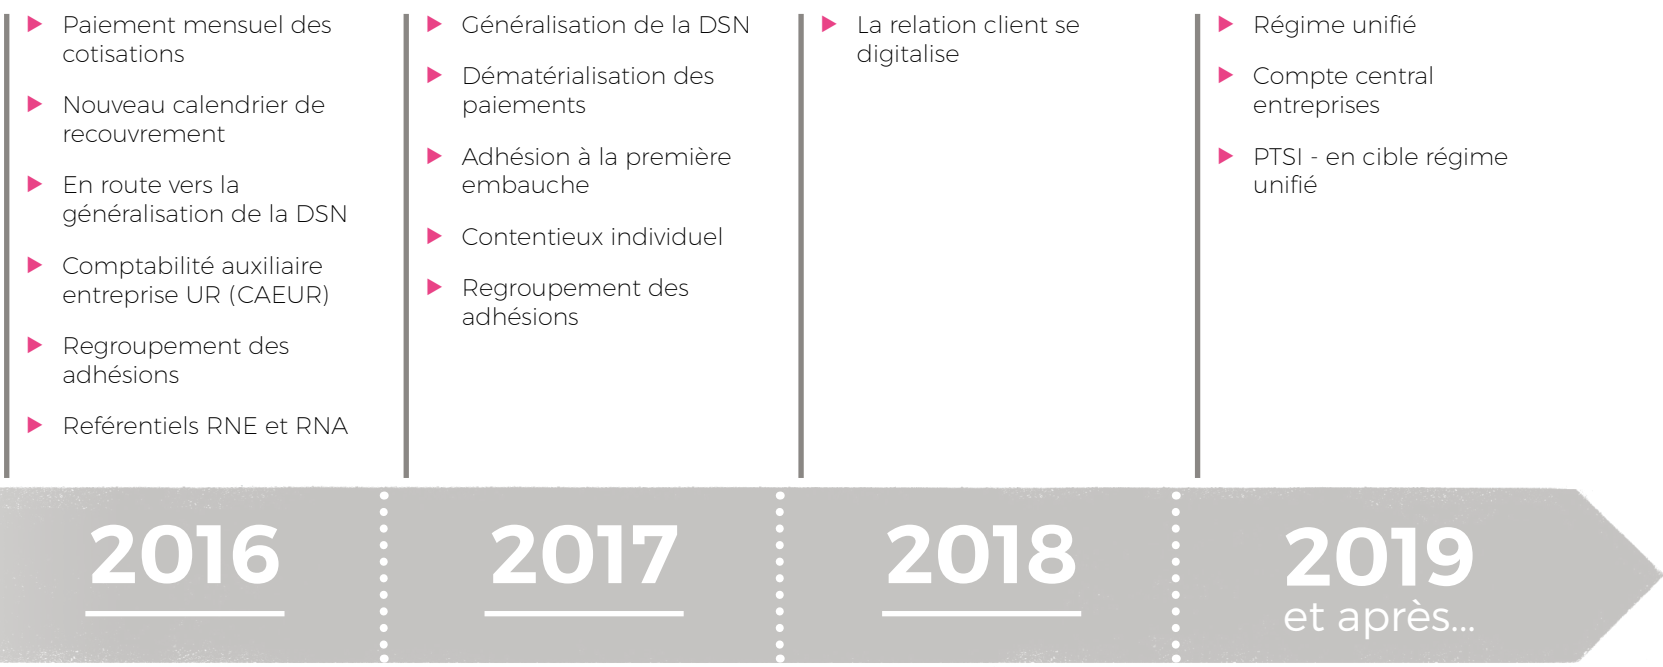 Paiement mensuel des
cotisations
Nouveau calendrier de
recouvrement
En route vers la
généralisation de la DSN
Comptabilité auxiliaire
entreprise UR (CAEUR)
Regroupement des
adhésions
Reférentiels RNE et RNA
Généralisation de la DSN
Dématérialisation des
paiements
Adhésion à la première
embauche
Contentieux individuel
Regroupement des
adhésions
La relation client se
digitalise
Régime unifié
Compte central
entreprises
PTSI - en cible régime
unifié
2016
2017
2018
2019
et après...